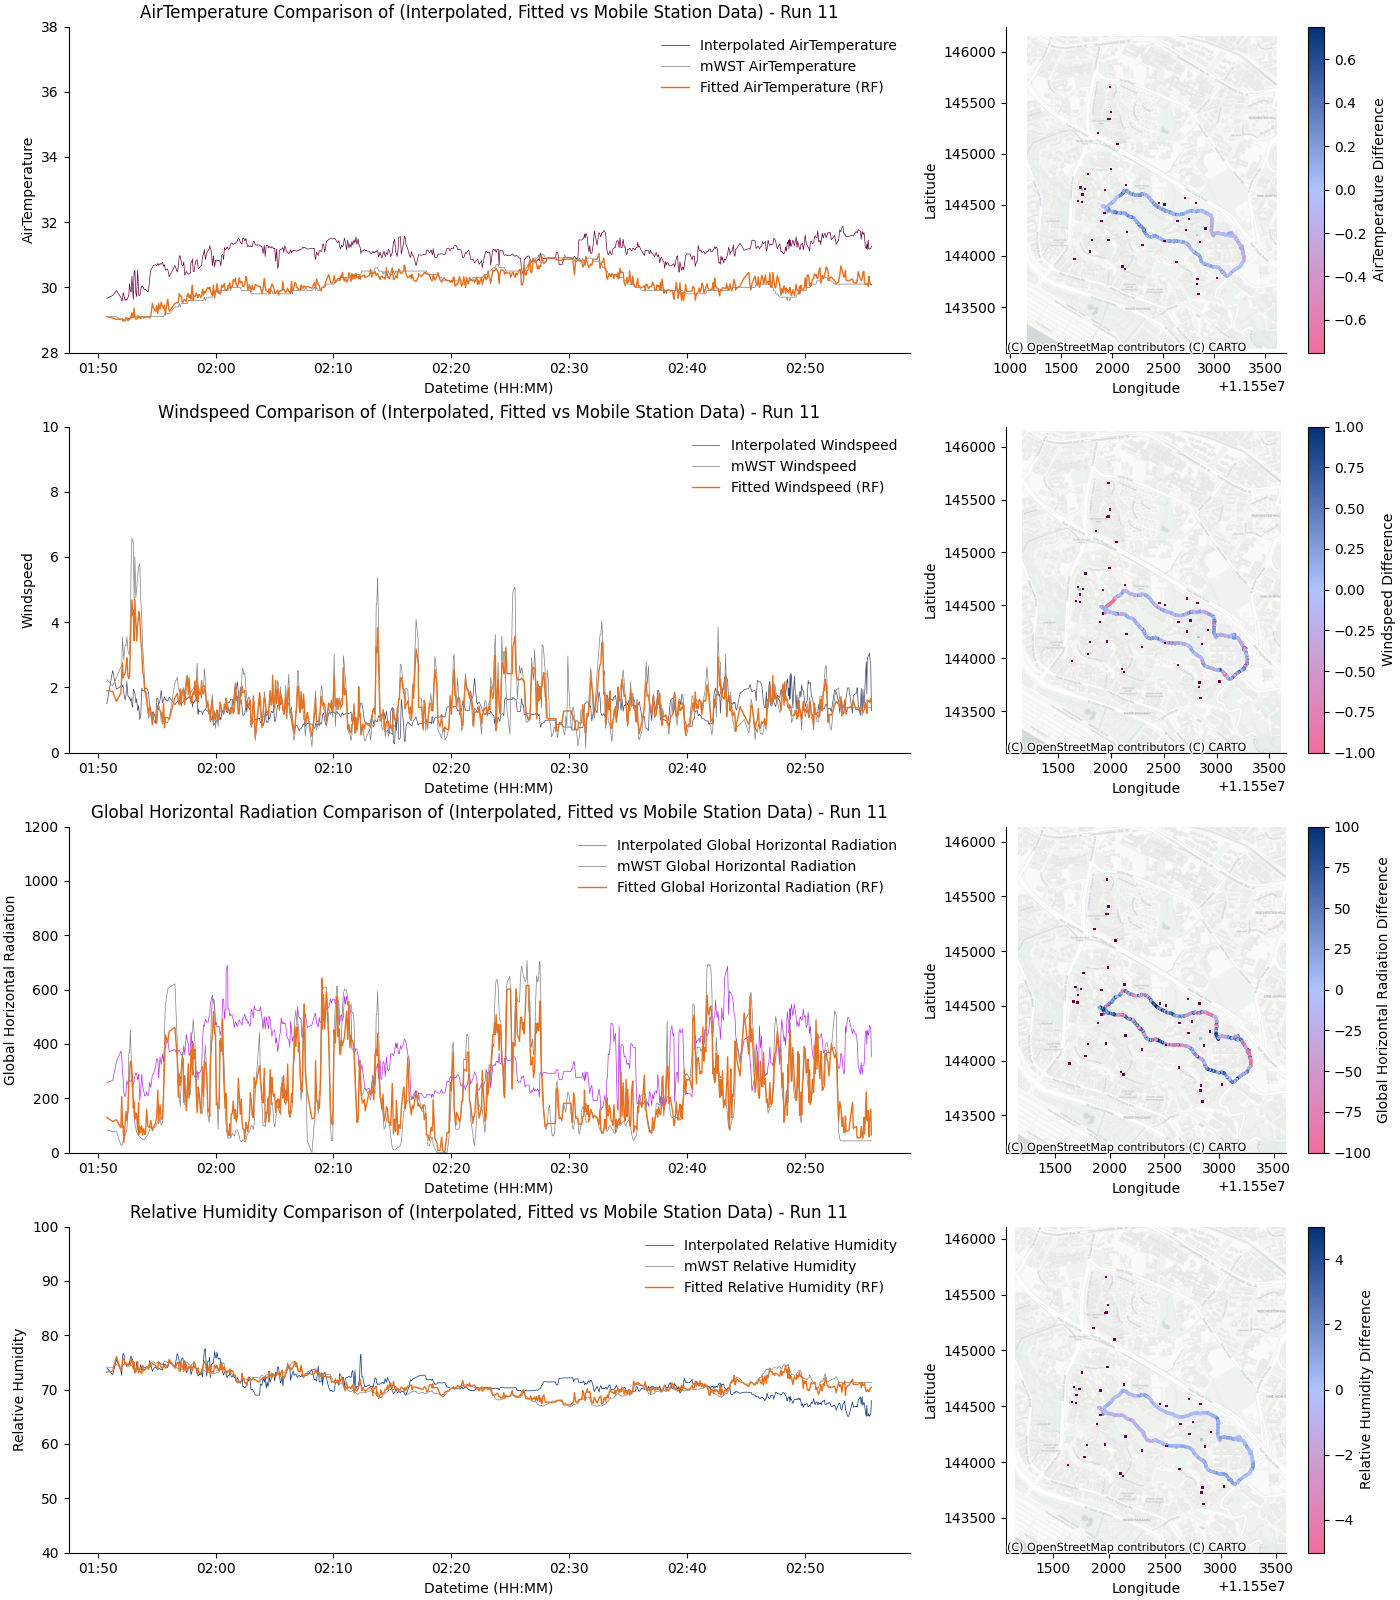 AirTemperature Comparison of (Interpolated, Fitted vs Mobile Station Data) - Run 11
38
36
34
32
30
28
AirTemperature
Interpolated AirTemperature
mWST AirTemperature
Fitted AirTemperature (RF)
01:50 02:00 02:10 02:20 02:30 02:40 02:50
Datetime (HH:MM)
146000
145500
145000
144500
144000
143500
Latitude
(C) OpenStreetMap contributors (C) CARTO
1000 1500 2000 2500 3000 3500
Longitude
+1.155e7
0.6
0.4
0.2
0.0
−0.2
−0.4
−0.6
AirTemperature Difference
Windspeed Comparison of (Interpolated, Fitted vs Mobile Station Data) - Run 11
10
8
6
4
2
0
Windspeed
Interpolated Windspeed
mWST Windspeed
Fitted Windspeed (RF)
01:50 02:00 02:10 02:20 02:30 02:40 02:50
Datetime (HH:MM)
146000
145500
145000
144500
144000
143500
Latitude
(C) OpenStreetMap contributors (C) CARTO
1500 2000 2500 3000 3500
Longitude
+1.155e7
1.00
0.75
0.50
0.25
0.00
−0.25
−0.50
−0.75
−1.00
Windspeed Difference
Global Horizontal Radiation Comparison of (Interpolated, Fitted vs Mobile Station Data) - Run 11
1200
1000
800
600
400
200
0
Global Horizontal Radiation
Interpolated Global Horizontal Radiation
mWST Global Horizontal Radiation
Fitted Global Horizontal Radiation (RF)
01:50 02:00 02:10 02:20 02:30 02:40 02:50
Datetime (HH:MM)
146000
145500
145000
144500
144000
143500
Latitude
(C) OpenStreetMap contributors (C) CARTO
1500 2000 2500 3000 3500
Longitude
+1.155e7
100
75
50
25
0
−25
−50
−75
−100
Global Horizontal Radiation Difference
Relative Humidity Comparison of (Interpolated, Fitted vs Mobile Station Data) - Run 11
100
90
80
70
60
50
40
Relative Humidity
Interpolated Relative Humidity
mWST Relative Humidity
Fitted Relative Humidity (RF)
01:50 02:00 02:10 02:20 02:30 02:40 02:50
Datetime (HH:MM)
146000
145500
145000
144500
144000
143500
Latitude
(C) OpenStreetMap contributors (C) CARTO
1500 2000 2500 3000 3500
Longitude
+1.155e7
4
2
0
−2
−4
Relative Humidity Difference